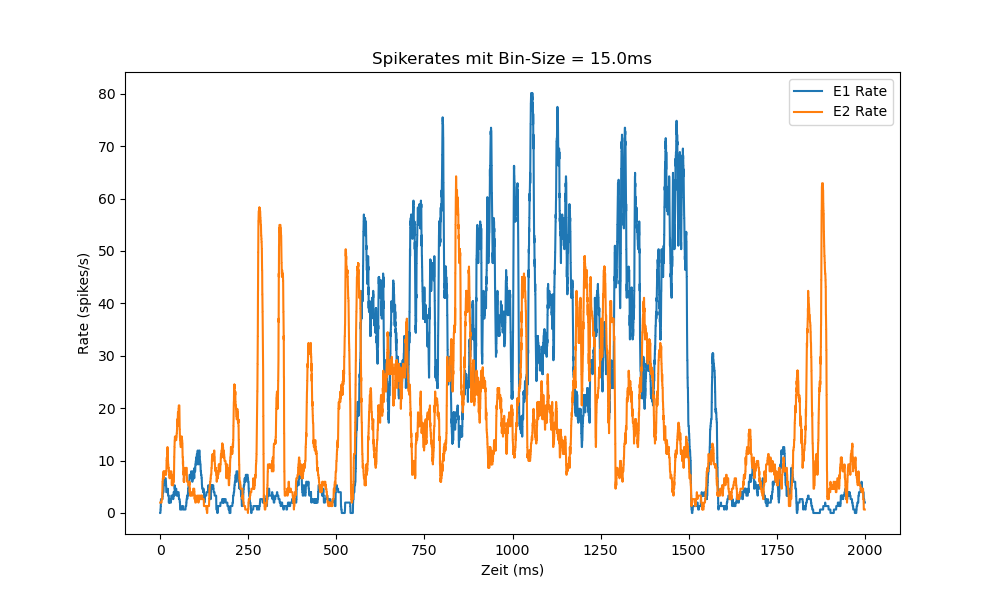 Spikerates mit Bin-Size = 15.0ms
E1 Rate
E2 Rate
80
70
60
50
40
30
20
10
0
Rate (spikes/s)
0 250 500 750 1000 1250 1500 1750 2000
Zeit (ms)